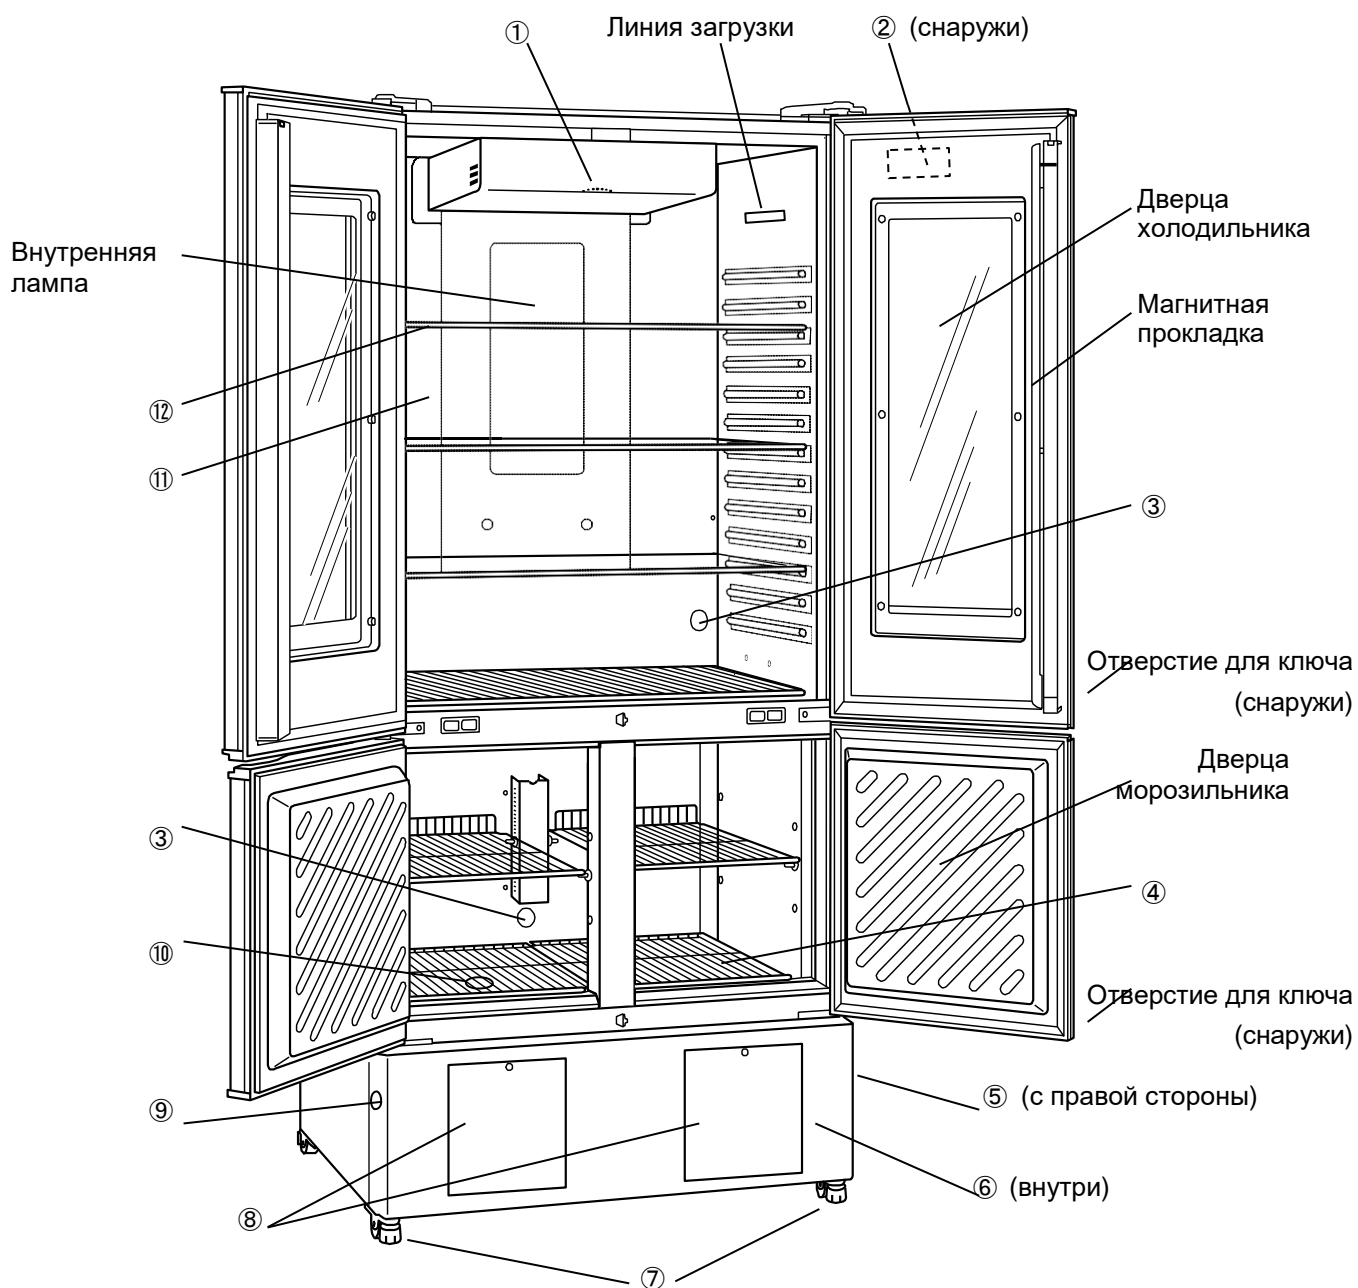 ①
Линия загрузки
② (снаружи)
Дверца
холодильника
Внутренняя
лампа
Магнитная
прокладка
⑫
⑪
③
Отверстие для ключа
(снаружи)
Дверца
морозильника
③
④
⑩
Отверстие для ключа
(снаружи)
⑤ (с правой стороны)
⑨
⑥ (внутри)
⑧
⑦